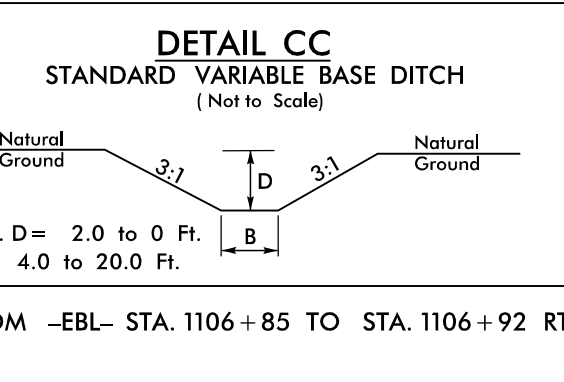 DETAIL CC
STANDARD VARIABLE BASE DITCH
( Not to Scale)
Natural
Ground
3:1
D
3:1
Natural
Ground
. D= 2.0 to 0 Ft.
B
4.0 to 20.0 Ft.
–EBL– STA. 1106+85 TO STA. 1106+92 RT